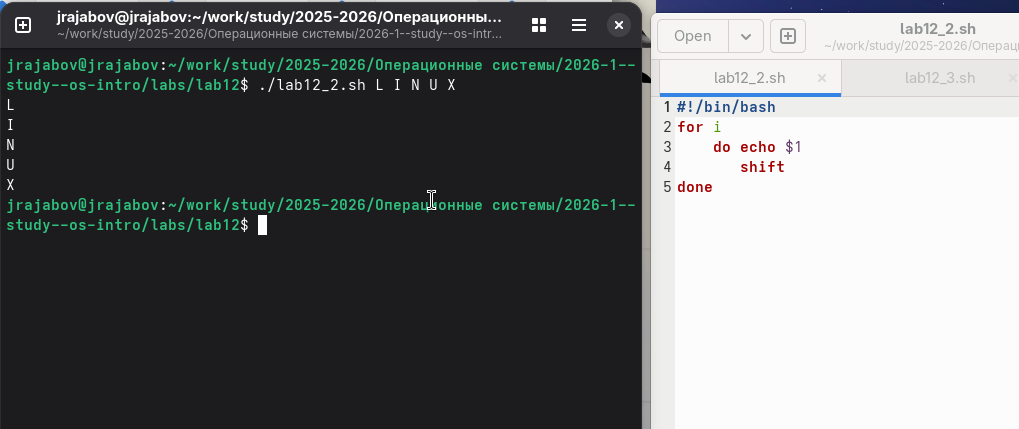 jrajabov@jrajabov:~/work/study/2025-2026/Операционны...
~/work/study/2025-2026/Операционные системы/2026-1--study--os-intr...
jrajabov@jrajabov:~/work/study/2025-2026/Операционные системы/2026-1--
study--os-intro/labs/lab12$ ./lab12_2.sh L I N U X
L
I
N
U
X
jrajabov@jrajabov:~/work/study/2025-2026/Операционные системы/2026-1--
study--os-intro/labs/lab12$
Open
lab12_2.sh
~/work/study/2025-2026/Операци
lab12_2.sh
lab12_3.sh
1 #!/bin/bash
2 for i
3 do echo $1
4 shift
5 done